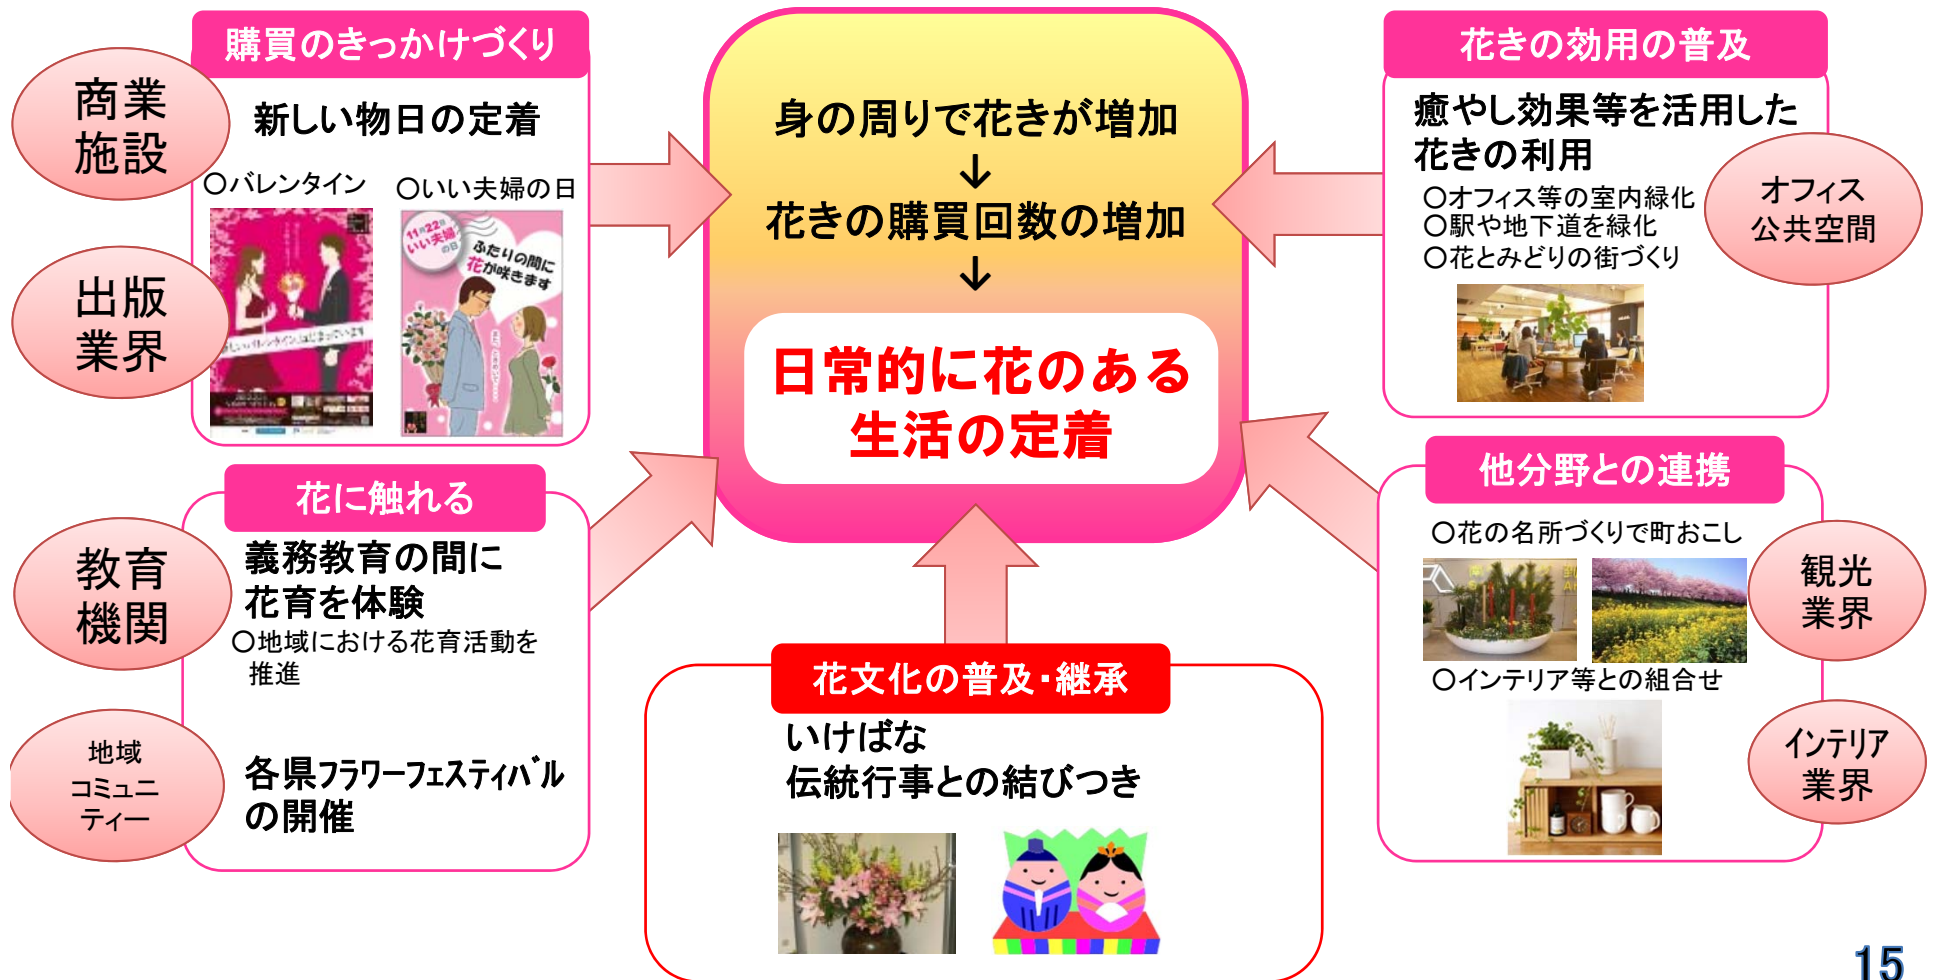 購買のきっかけづくり
商業
施設
新しい物日の定着
○バレンタイン
○いい夫婦の日
11月22日
いい夫婦
の日
ふたりの間に
花が咲きます
出版
業界
花に触れる
教育
機関
義務教育の間に
花育を体験
○地域における花育活動を
推進
地域
コミュニ
ティー
各県フラワーフェスティバル
の開催
身の周りで花きが増加
↓
花きの購買回数の増加
↓
日常的に花のある
生活の定着
花文化の普及・継承
いけばな
伝統行事との結びつき
花きの効用の普及
癒やし効果等を活用した
花きの利用
○オフィス等の室内緑化
○駅や地下道を緑化
○花とみどりの街づくり
オフィス
公共空間
他分野との連携
○花の名所づくりで町おこし
観光
業界
○インテリア等との組合せ
インテリア
業界
15